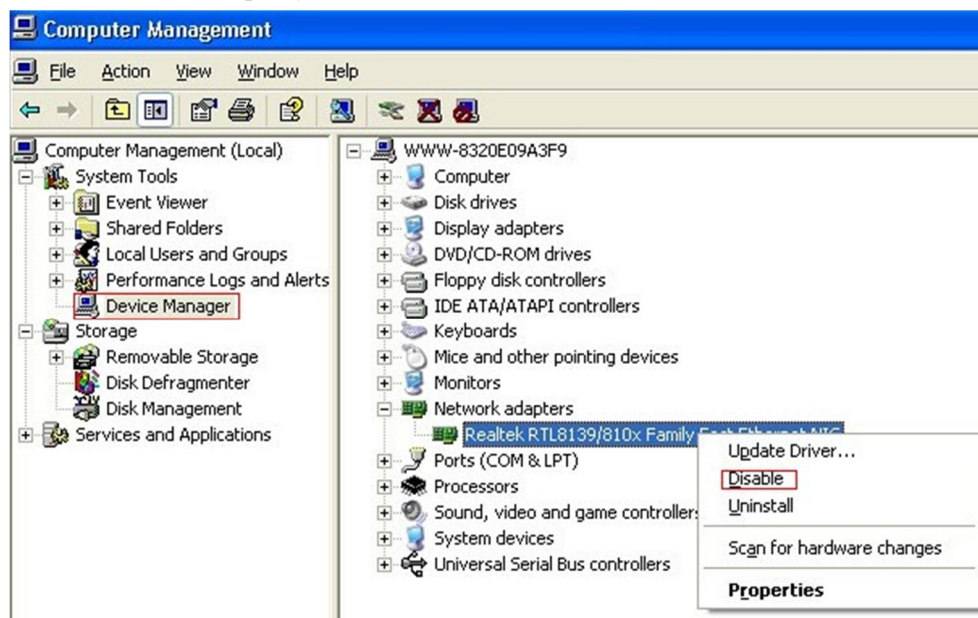 Computer Management
File Action View Window Help
Computer Management (Local)
System Tools
Event Viewer
Shared Folders
Local Users and Groups
Performance Logs and Alerts
Device Manager
Storage
Removable Storage
Disk Defragmenter
Disk Management
Services and Applications
WWW-8320E09A3F9
Computer
Disk drives
Display adapters
DVD/CD-ROM drives
Floppy disk controllers
IDE ATA/ATAPI controllers
Keyboards
Mice and other pointing devices
Monitors
Network adapters
Realtek RTL8139/810x Family Fast Ethernet NIC
Ports (COM & LPT)
Processors
Sound, video and game controllers
System devices
Universal Serial Bus controllers
Update Driver...
Disable
Uninstall
Scan for hardware changes
Properties